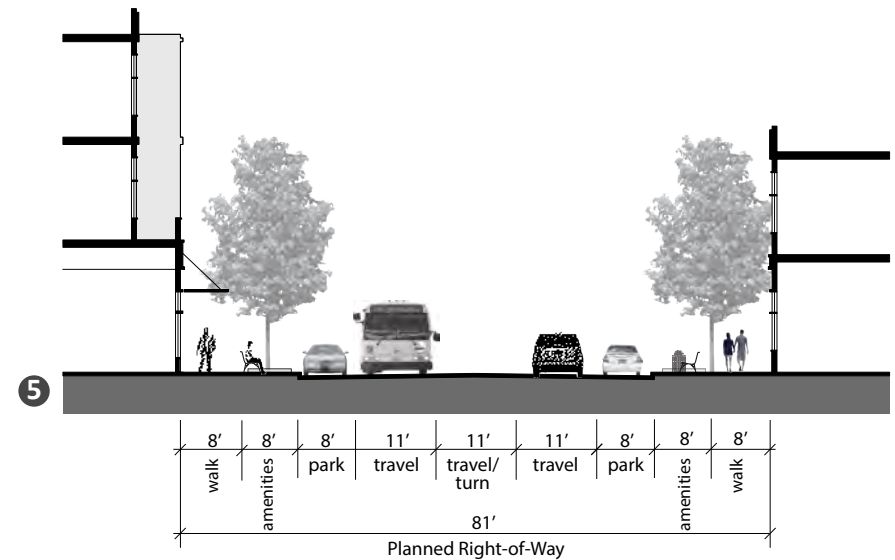 5
8’ 8’ 8’ 11’ 11’ 11’ 8’ 8’ 8’
walk amenities park travel travel/ travel park amenities walk
turn
81’
Planned Right-of-Way